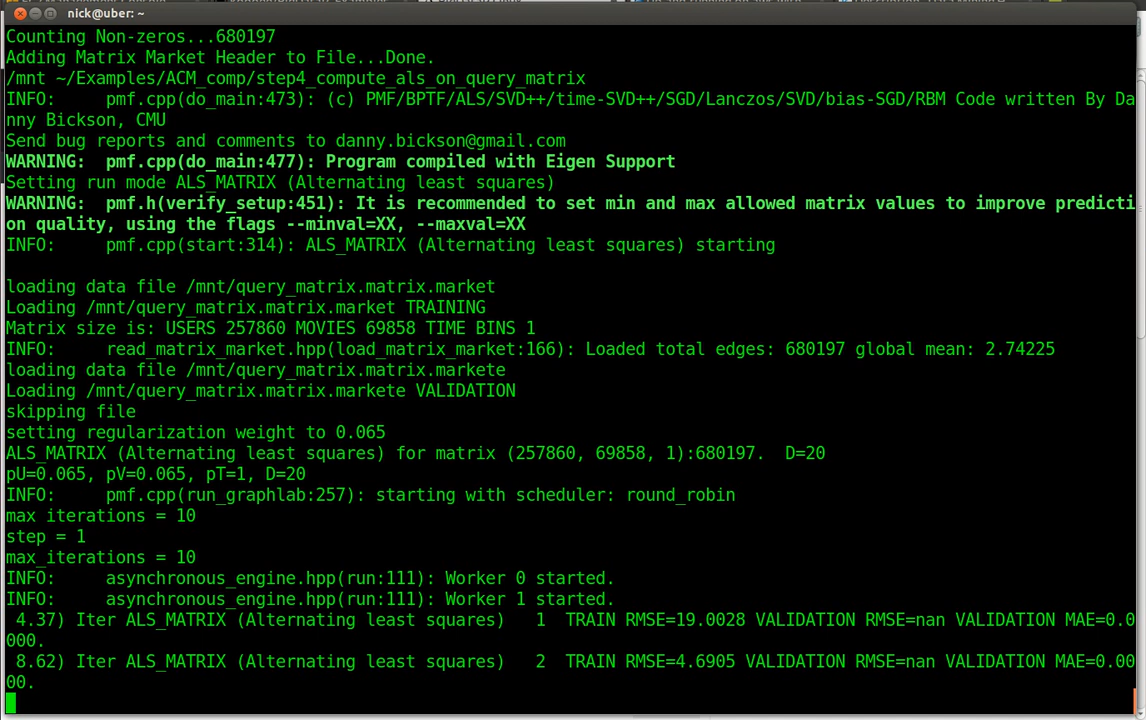 nick@uber: ~
Counting Non-zeros...680197
Adding Matrix Market Header to File...Done.
/mnt ~/Examples/ACM_comp/step4_compute_als_on_query_matrix
INFO:     pmf.cpp(do_main:473): (c) PMF/BPTF/ALS/SVD++/time-SVD++/SGD/Lanczos/SVD/bias-SGD/RBM Code written By Da
nny Bickson, CMU
Send bug reports and comments to danny.bickson@gmail.com
WARNING:  pmf.cpp(do_main:477): Program compiled with Eigen Support
Setting run mode ALS_MATRIX (Alternating least squares)
WARNING:  pmf.h(verify_setup:451): It is recommended to set min and max allowed matrix values to improve predicti
on quality, using the flags --minval=XX, --maxval=XX
INFO:     pmf.cpp(start:314): ALS_MATRIX (Alternating least squares) starting
loading data file /mnt/query_matrix.matrix.market
Loading /mnt/query_matrix.matrix.market TRAINING
Matrix size is: USERS 257860 MOVIES 69858 TIME BINS 1
INFO:     read_matrix_market.hpp(load_matrix_market:166): Loaded total edges: 680197 global mean: 2.74225
loading data file /mnt/query_matrix.matrix.markete
Loading /mnt/query_matrix.matrix.markete VALIDATION
skipping file
setting regularization weight to 0.065
ALS_MATRIX (Alternating least squares) for matrix (257860, 69858, 1):680197.  D=20
pU=0.065, pV=0.065, pT=1, D=20
INFO:     pmf.cpp(run_graphlab:257): starting with scheduler: round_robin
max iterations = 10
step = 1
max_iterations = 10
INFO:     asynchronous_engine.hpp(run:111): Worker 0 started.
INFO:     asynchronous_engine.hpp(run:111): Worker 1 started.
 4.37) Iter ALS_MATRIX (Alternating least squares)   1  TRAIN RMSE=19.0028 VALIDATION RMSE=nan VALIDATION MAE=0.0
000.
 8.62) Iter ALS_MATRIX (Alternating least squares)   2  TRAIN RMSE=4.6905 VALIDATION RMSE=nan VALIDATION MAE=0.00
00.